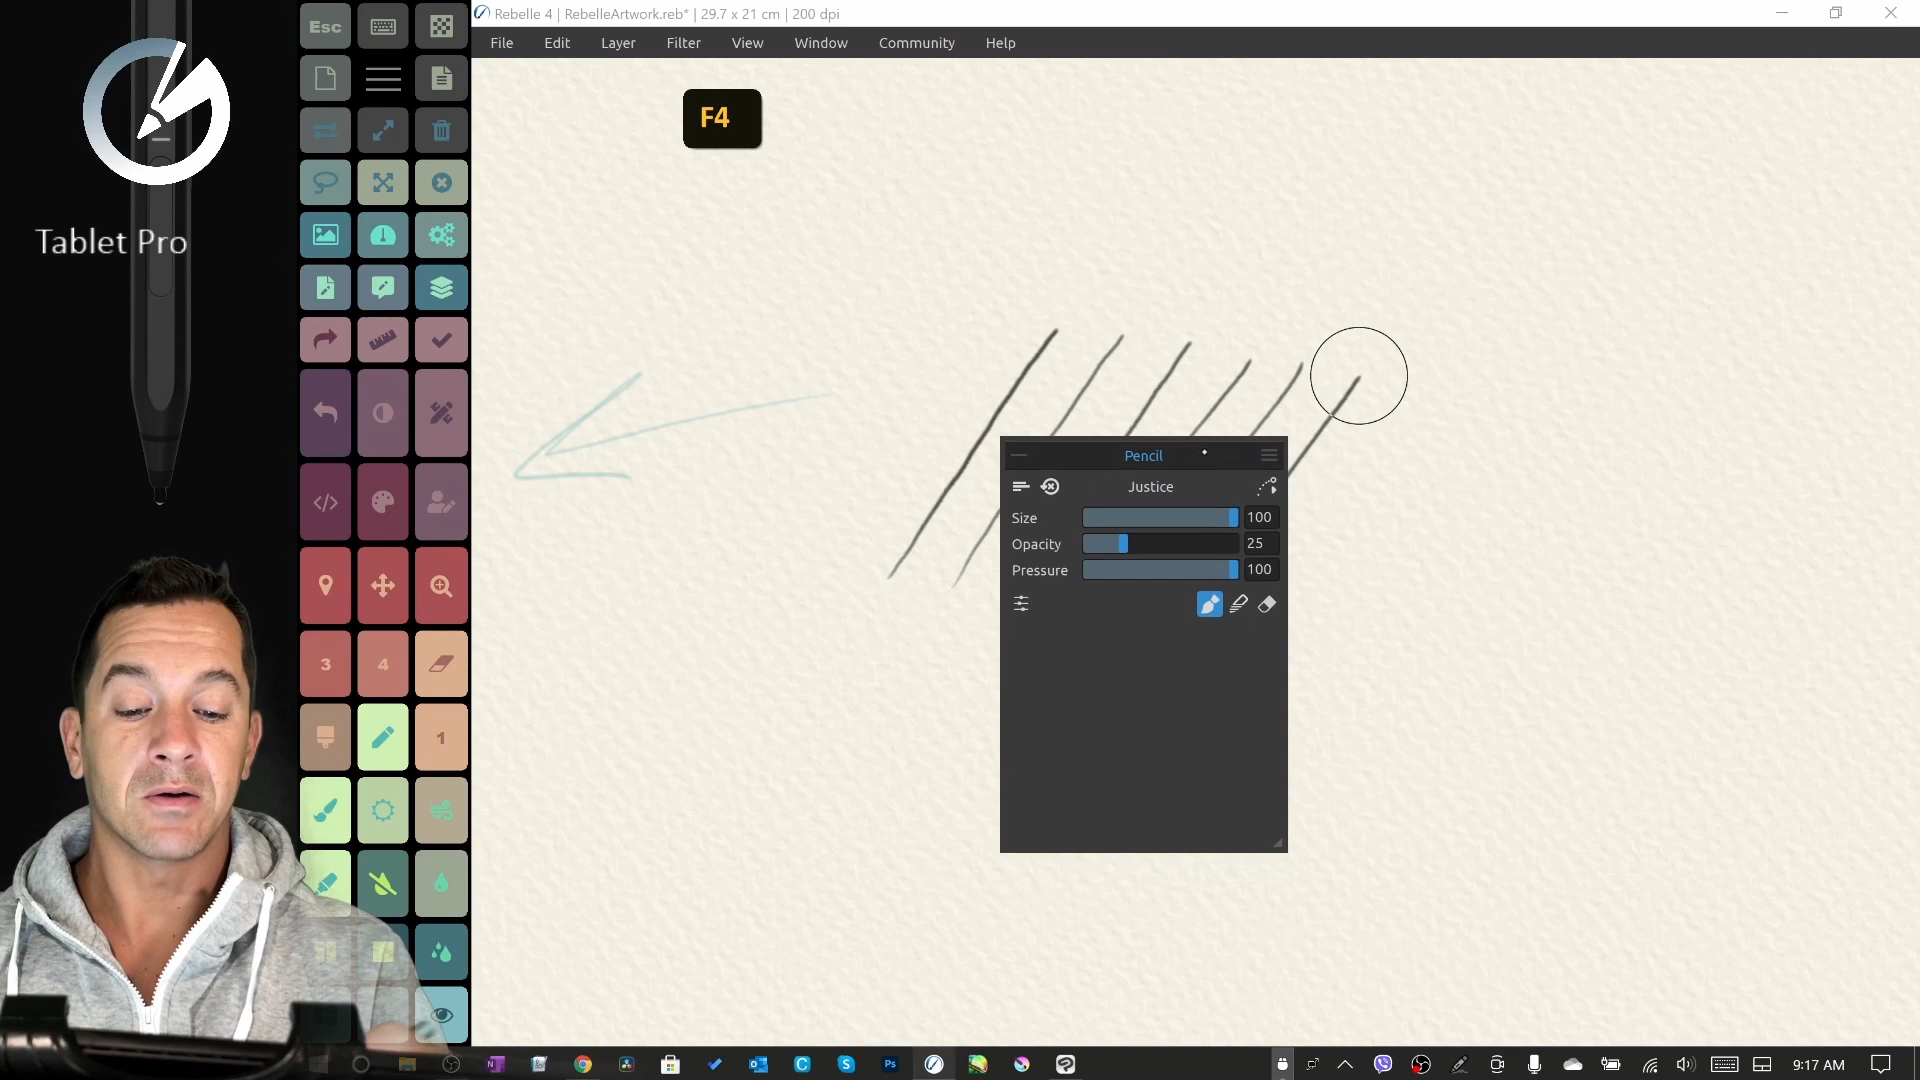 Esc
Rebelle 4 | RebelleArtwork.reb* | 29.7 x 21 cm | 200 dpi
File Edit Layer Filter View Window Community Help
F4
Tablet Pro
Pencil
Justice
Size 100
Opacity 25
Pressure 100
3 4
1
9:17 AM